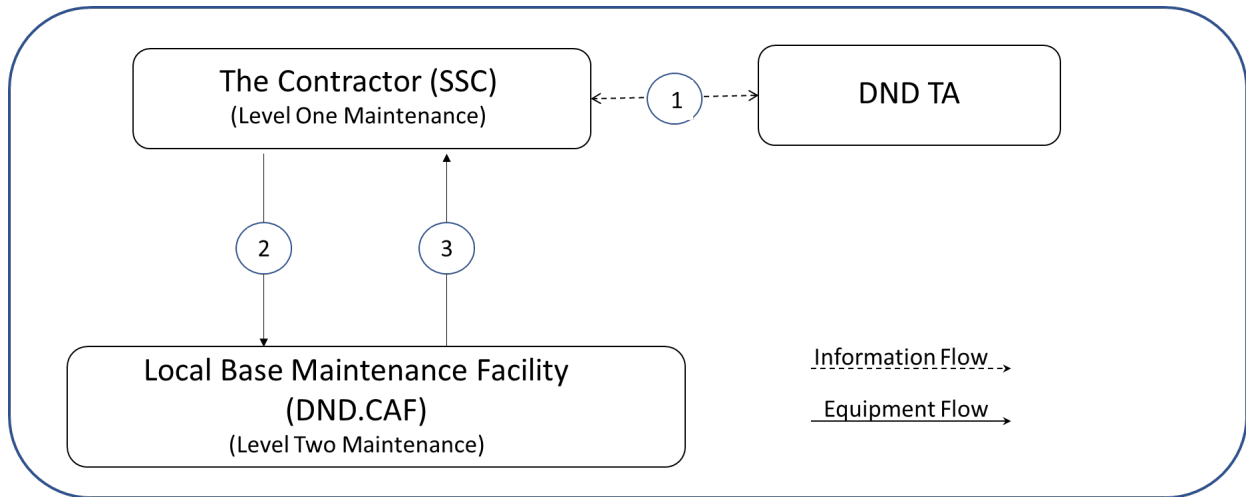 The Contractor (SSC)
(Level One Maintenance)
1
DND TA
2
3
Local Base Maintenance Facility
(DND.CAF)
(Level Two Maintenance)
Information Flow
Equipment Flow